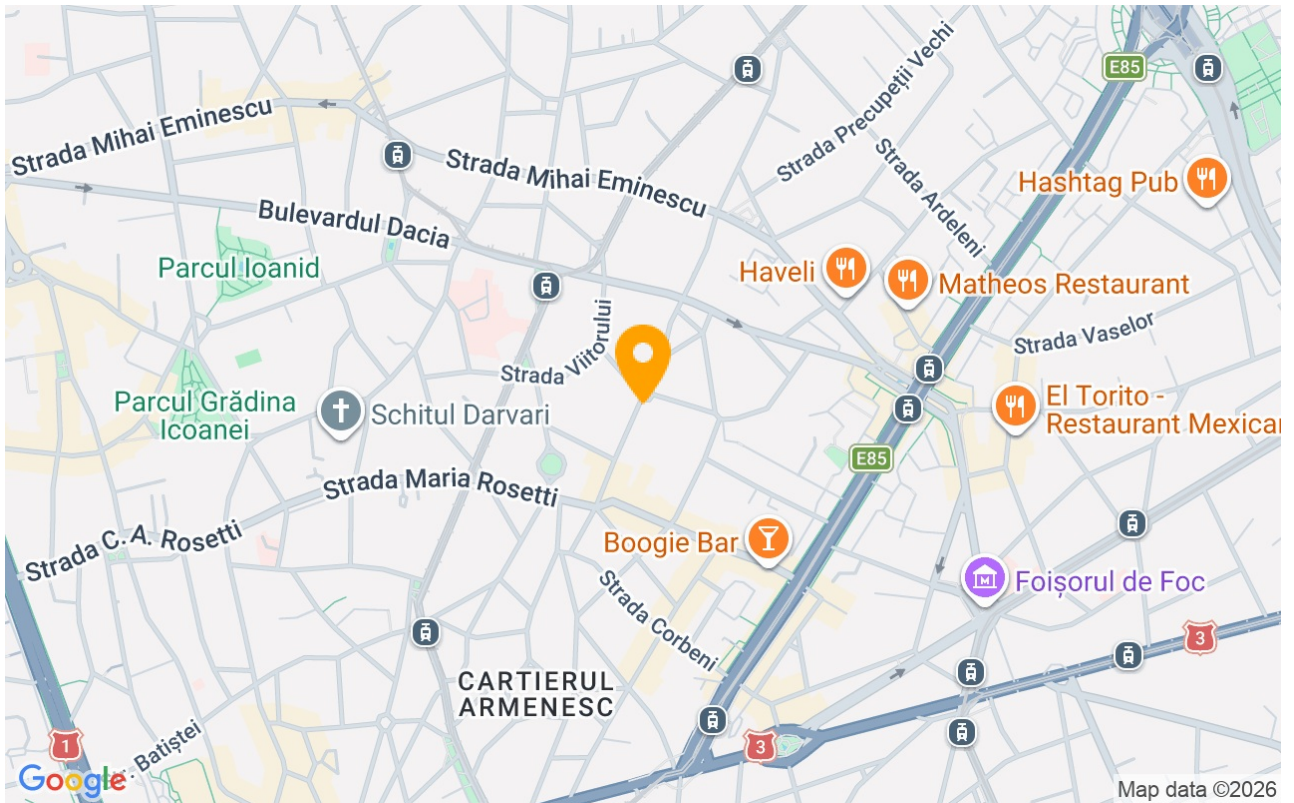 Strada Precupeții Vechi
E85
Strada Mihai Eminescu
Strada Mihai Eminescu
Strada Ardeleni
Hashtag Pub
Bulevardul Dacia
Parcul Ioanid
Haveli
Matheos Restaurant
Strada Viitorului
Strada Vaselor
Parcul Grădina
Icoanei
Schitul Darvari
El Torito -
Restaurant Mexican
E85
Strada Maria Rosetti
Strada C. A. Rosetti
Boogie Bar
Foișorul de Foc
Strada Corbeni
3
CARTIERUL
ARMENESC
1
Batiștei
3
Google
Map data ©2026